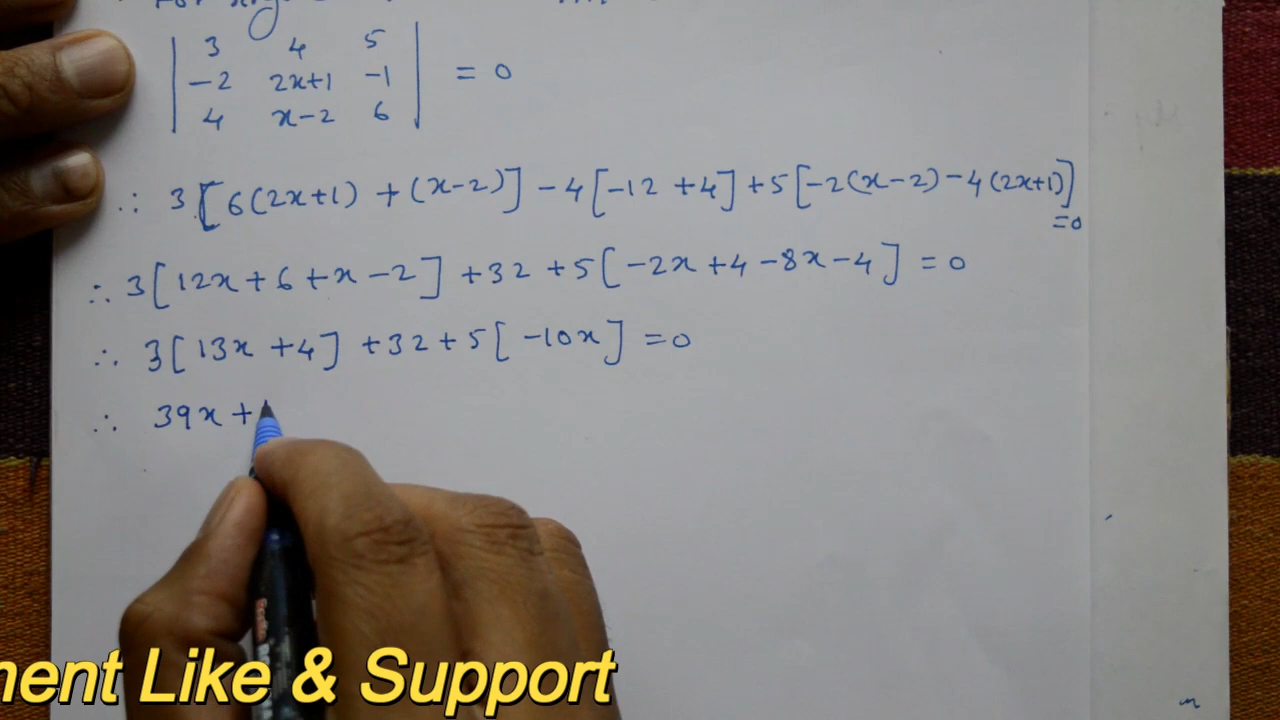 For
3 4 5
-2 2x+1 -1 = 0
4 x-2 6
∴ 3[6(2x+1) + (x-2)] - 4[-12 + 4] + 5[-2(x-2) - 4(2x+1)]
=0
∴ 3[12x + 6 + x - 2] + 32 + 5[-2x + 4 - 8x - 4] = 0
∴ 3[13x + 4] + 32 + 5[-10x] = 0
∴ 39x +
ment Like & Support